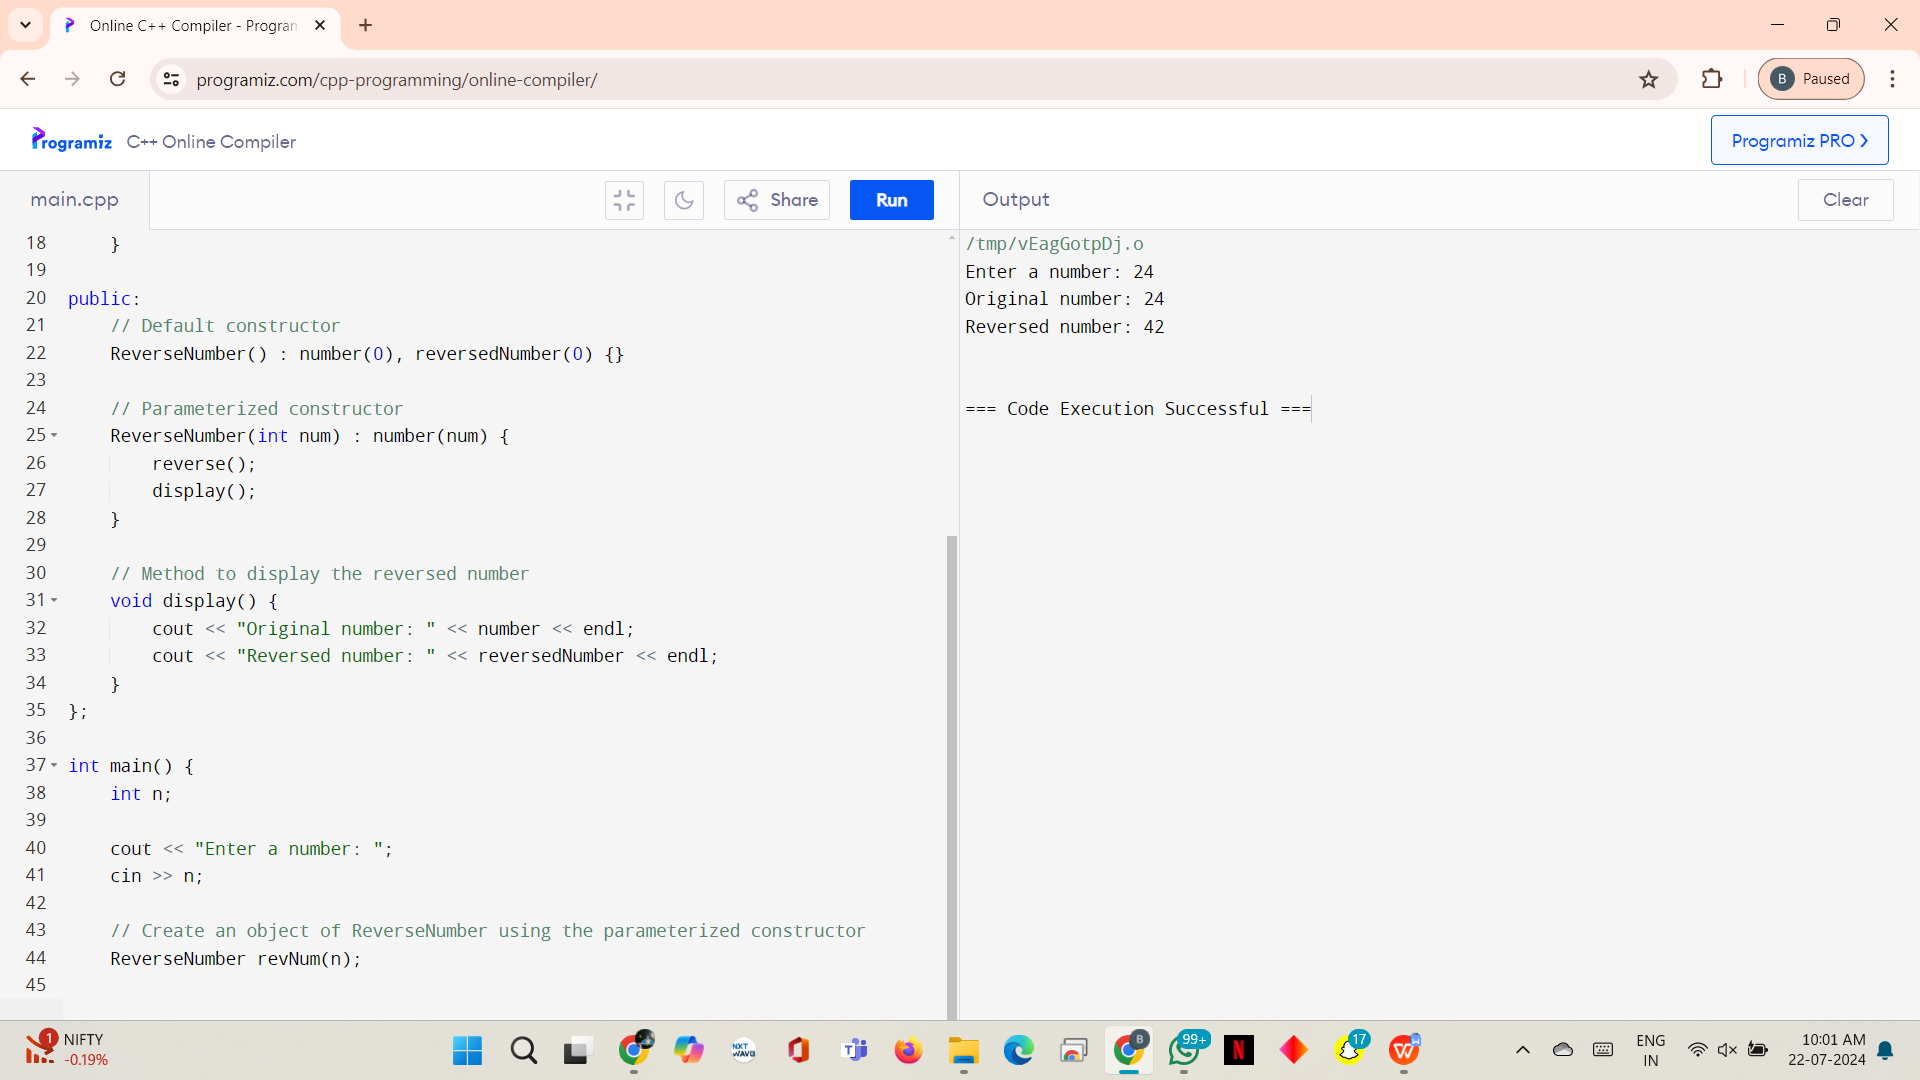 Online C++ Compiler - Program
programiz.com/cpp-programming/online-compiler/
B Paused
Programiz C++ Online Compiler
Programiz PRO
main.cpp
Share
Run
Output
Clear
18 }
19
20 public:
21 // Default constructor
22 ReverseNumber() : number(0), reversedNumber(0) {}
23
24 // Parameterized constructor
25 ReverseNumber(int num) : number(num) {
26 reverse();
27 display();
28 }
29
30 // Method to display the reversed number
31 void display() {
32 cout << "Original number: " << number << endl;
33 cout << "Reversed number: " << reversedNumber << endl;
34 }
35 };
36
37 int main() {
38 int n;
39
40 cout << "Enter a number: ";
41 cin >> n;
42
43 // Create an object of ReverseNumber using the parameterized constructor
44 ReverseNumber revNum(n);
45
/tmp/vEagGotpDj.o
Enter a number: 24
Original number: 24
Reversed number: 42
=== Code Execution Successful ===
1
NIFTY
-0.19%
NXT
WAVE
B
99+
N
17
W
ENG
IN
10:01 AM
22-07-2024